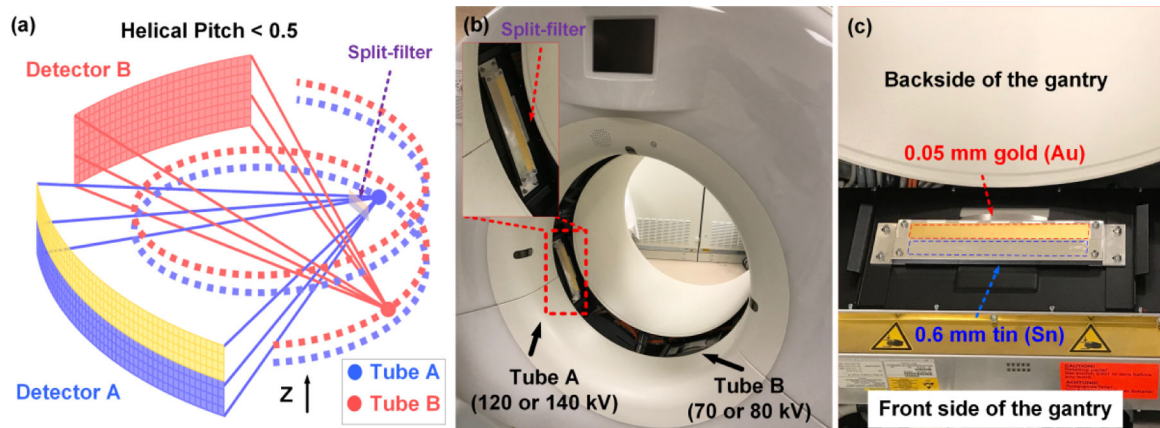 (a)
Helical Pitch < 0.5
Split-filter
Detector B
Detector A
Z
Tube A
Tube B
(b)
Split-filter
Tube A
(120 or 140 kV)
Tube B
(70 or 80 kV)
(c)
Backside of the gantry
0.05 mm gold (Au)
0.6 mm tin (Sn)
Front side of the gantry